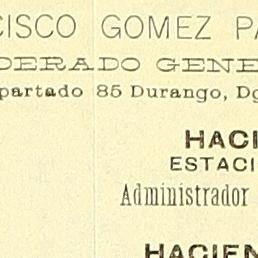 CISCO GOMEZ PA
DERADO GENE
partado 85 Durango, Dg
HACI
ESTACI
Administrador
HACIEN